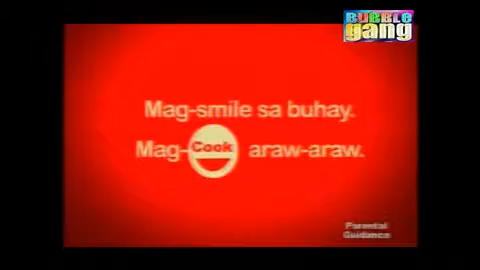 BUBBLE
gang
Mag-smile sa buhay.
Mag-Cook araw-araw.
Parental
Guidance